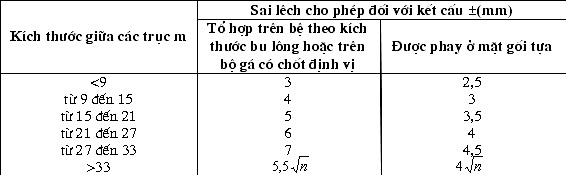 Kích thước giữa các trục m
Sai lêch cho phép đối với kết cấu ±(mm)
Tổ hợp trên bệ theo kích
thước bu lông hoặc trên
bộ gá có chốt định vị
Được phay ở mặt gối tựa
<9 3 2,5
từ 9 đến 15 4 3
từ 15 đến 21 5 3,5
từ 21 đến 27 6 4
từ 27 đến 33 7 4,5
>33 5,5√n 4√n